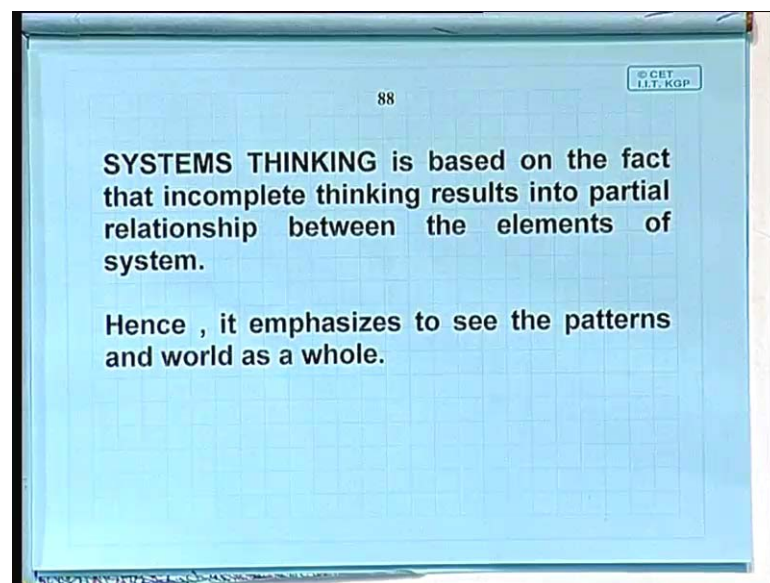 © CET
I.I.T. KGP
88
SYSTEMS THINKING is based on the fact
that incomplete thinking results into partial
relationship between the elements of
system.
Hence , it emphasizes to see the patterns
and world as a whole.